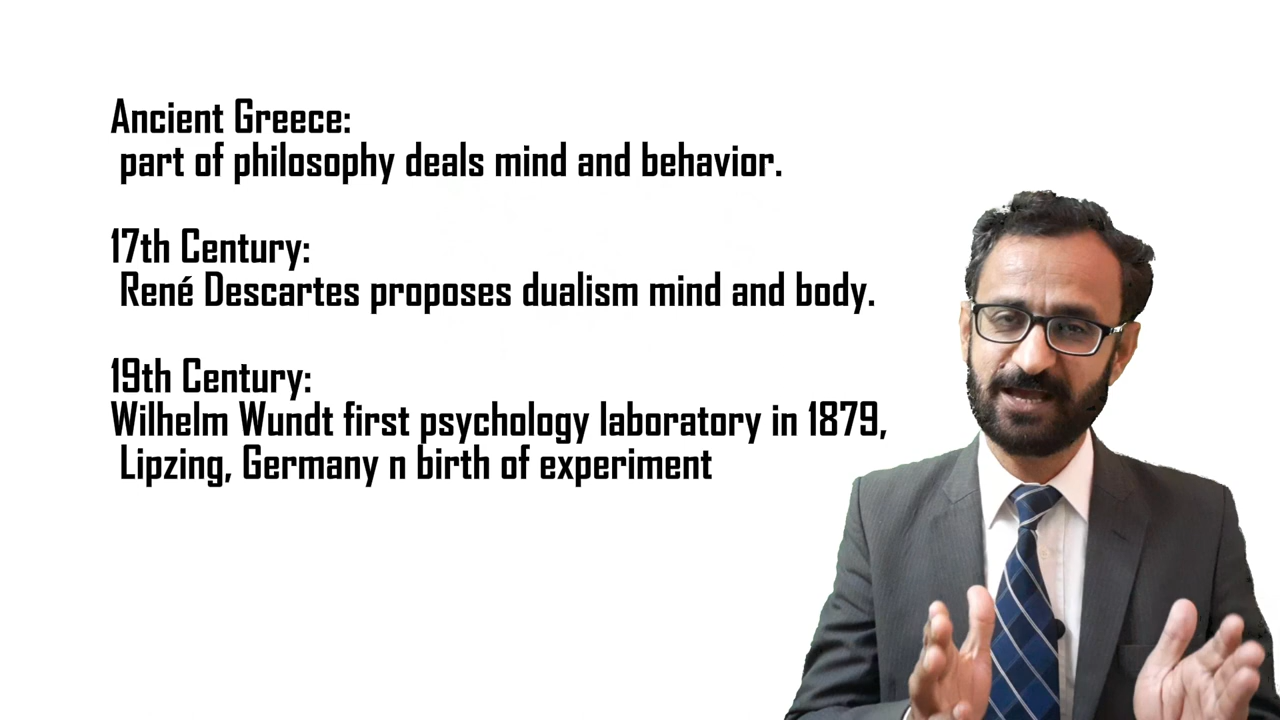 Ancient Greece:
part of philosophy deals mind and behavior.
17th Century:
René Descartes proposes dualism mind and body.
19th Century:
Wilhelm Wundt first psychology laboratory in 1879,
Lipzing, Germany n birth of experiment